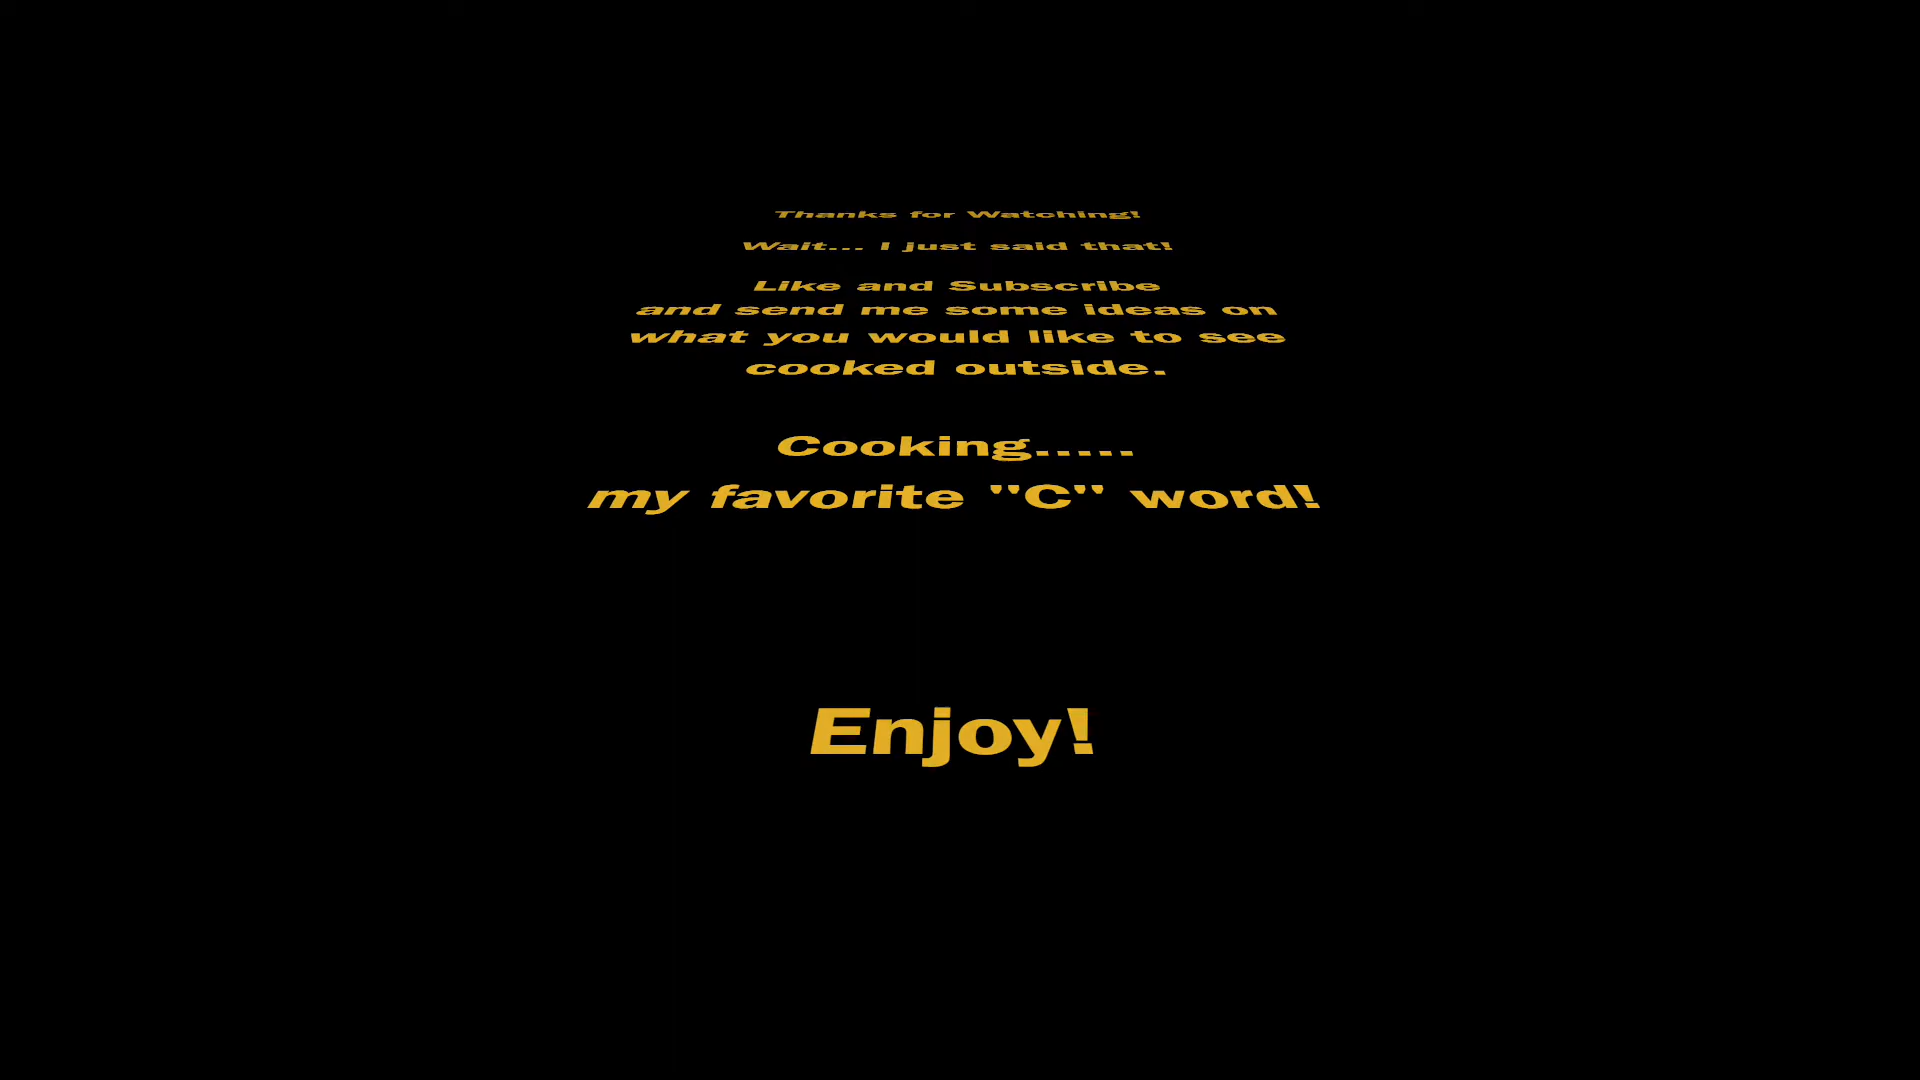 Thanks for Watching!
Wait... I just said that!
Like and Subscribe
and send me some ideas on
what you would like to see
cooked outside.
Cooking.....
my favorite "C" word!
Enjoy!